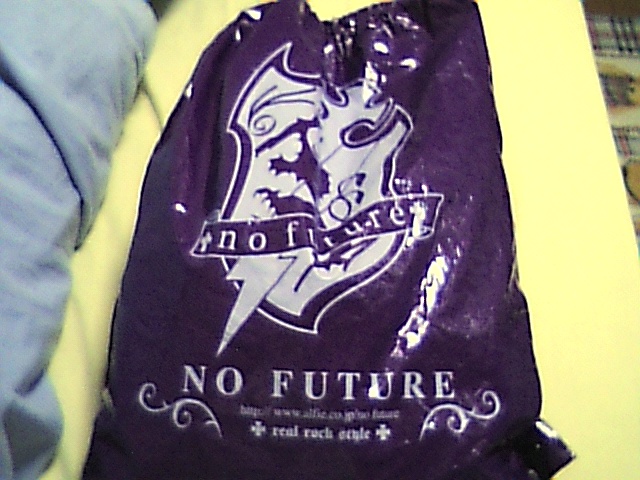 no future
NO FUTURE
http://www.alfie.co.jp/no future
real rock style